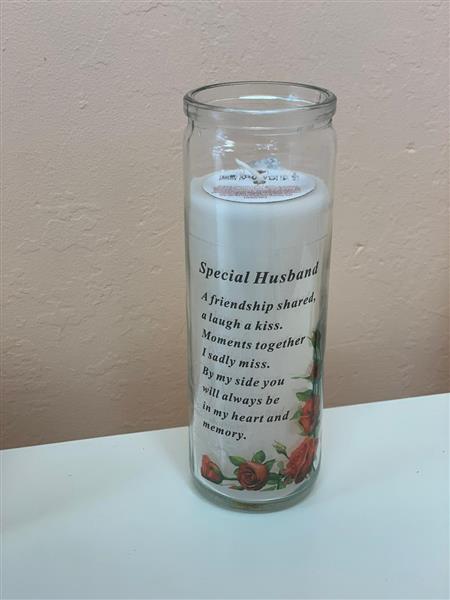 Special Husband
A friendship shared,
a laugh a kiss.
Moments together
I sadly miss.
By my side you
will always be
in my heart and
memory.